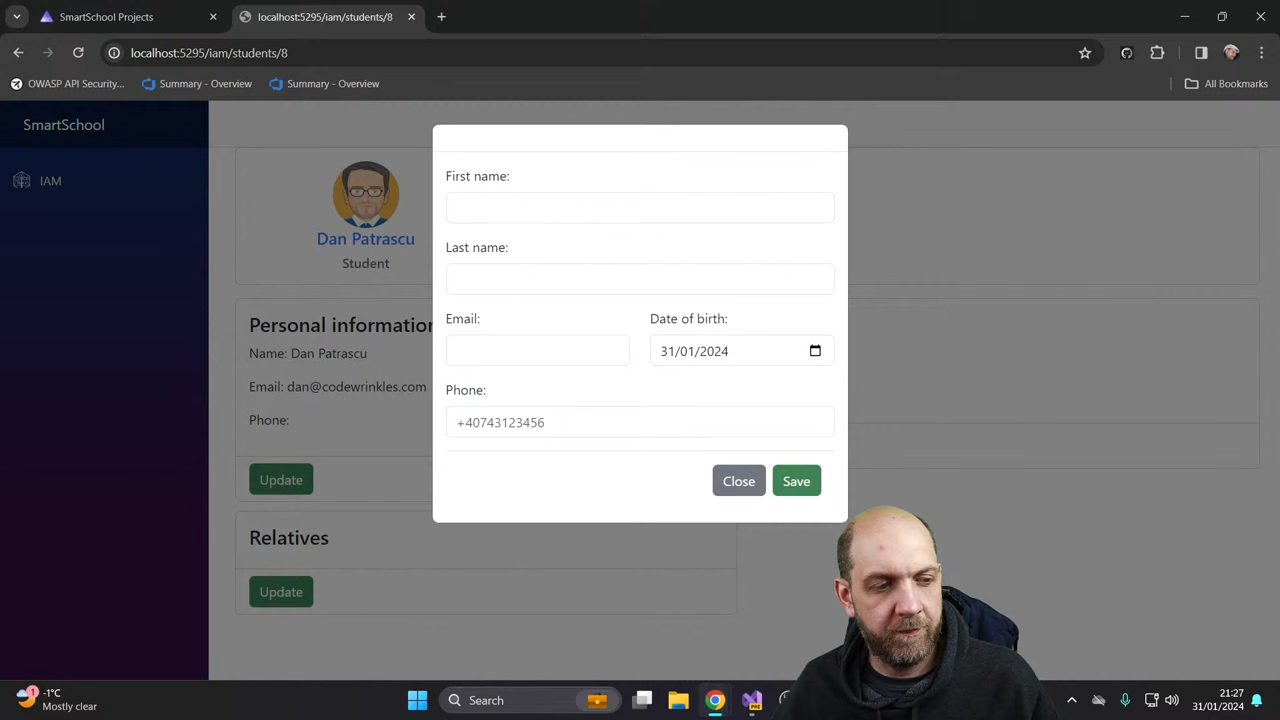 SmartSchool Projects
localhost:5295/iam/students/8
localhost:5295/iam/students/8
OWASP API Security...
Summary - Overview
Summary - Overview
All Bookmarks
SmartSchool
IAM
Dan Patrascu
Student
First name:
Last name:
Email:
Date of birth:
31/01/2024
Phone:
+40743123456
Close
Save
Personal information
Name: Dan Patrascu
Email: dan@codewrinkles.com
Phone:
Update
Relatives
Update
1
-1°C
Mostly clear
Search
PRE
21:27
31/01/2024